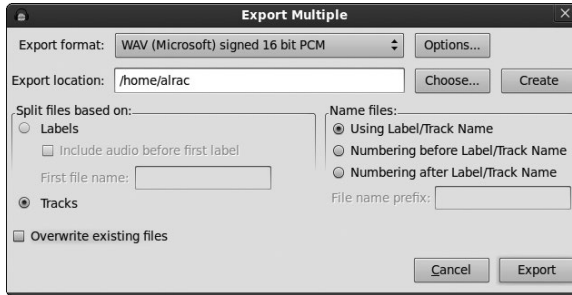 Export Multiple
Export format: WAV (Microsoft) signed 16 bit PCM Options...
Export location: /home/alrac Choose... Create
Split files based on:
Labels
Include audio before first label
First file name:
Tracks
Overwrite existing files
Name files:
Using Label/Track Name
Numbering before Label/Track Name
Numbering after Label/Track Name
File name prefix:
Cancel Export